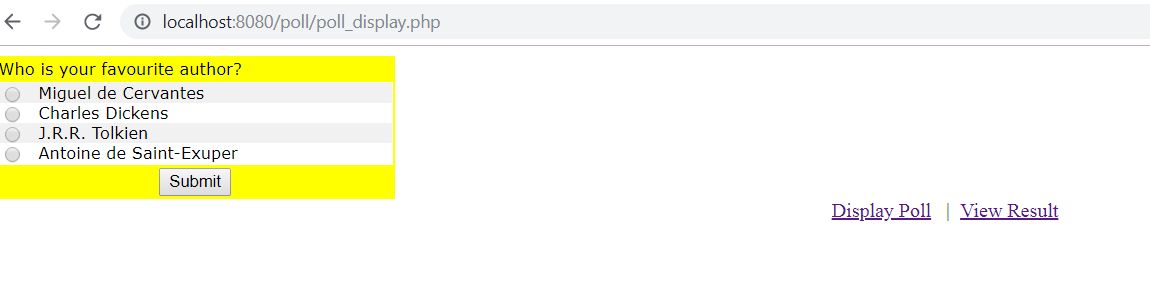 localhost:8080/poll/poll_display.php
Who is your favourite author?
Miguel de Cervantes
Charles Dickens
J.R.R. Tolkien
Antoine de Saint-Exuper
Submit
Display Poll | View Result